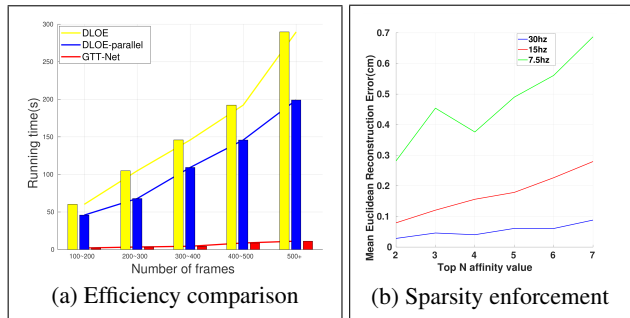 300
250
200
150
100
50
0
Running time(s)
DLOE
DLOE-parallel
GTT-Net
100~200 200~300 300~400 400~500 500+
Number of frames
(a) Efficiency comparison
0.7
0.6
0.5
0.4
0.3
0.2
0.1
0
Mean Euclidean Reconstruction Error(cm)
30hz
15hz
7.5hz
2 3 4 5 6 7
Top N affinity value
(b) Sparsity enforcement